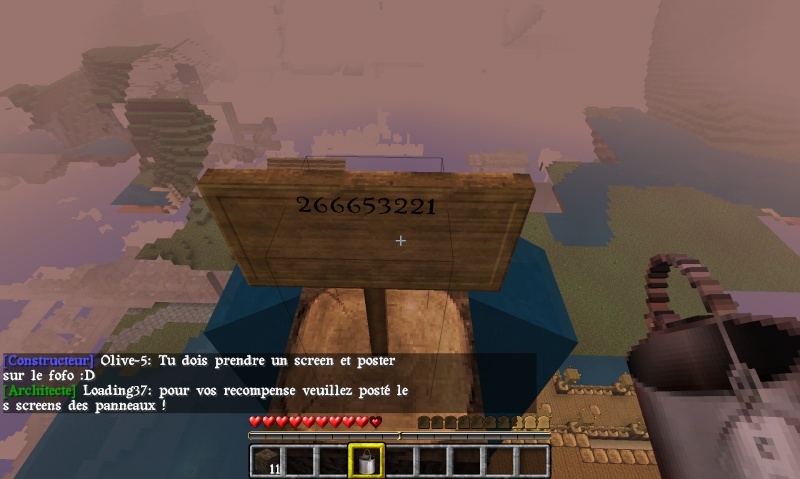 266653221
[Constructeur] Olive-5: Tu dois prendre un screen et poster
sur le fofo :D
[Architecte] Loading37: pour vos recompense veuillez posté le
s screens des panneaux !
11